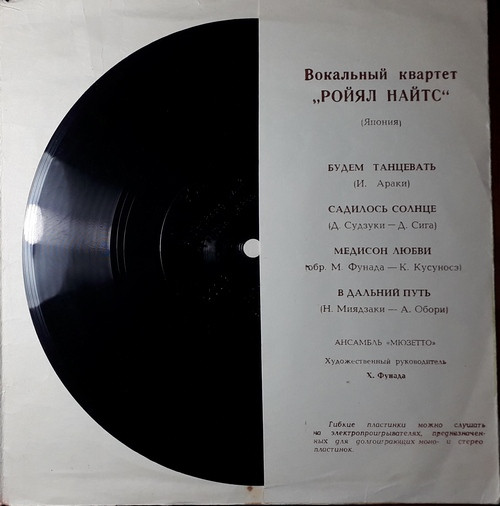 Вокальный квартет
„РОЙЯЛ НАЙТС“
(Япония)
БУДЕМ ТАНЦЕВАТЬ
(И. Араки)
САДИЛОСЬ СОЛНЦЕ
(Д. Судзуки — Д. Сига)
МЕДИСОН ЛЮБВИ
(обр. М. Фунада — К. Кусуносэ)
В ДАЛЬНИЙ ПУТЬ
(Н. Миядзаки — А. Обори)
АНСАМБЛЬ «МЮЗЕТТО»
Художественный руководитель
Х. Фунада
Гибкие пластинки можно слушать
на электропроигрывателях, предназначен-
ных для долгоиграющих моно- и стерео
пластинок.